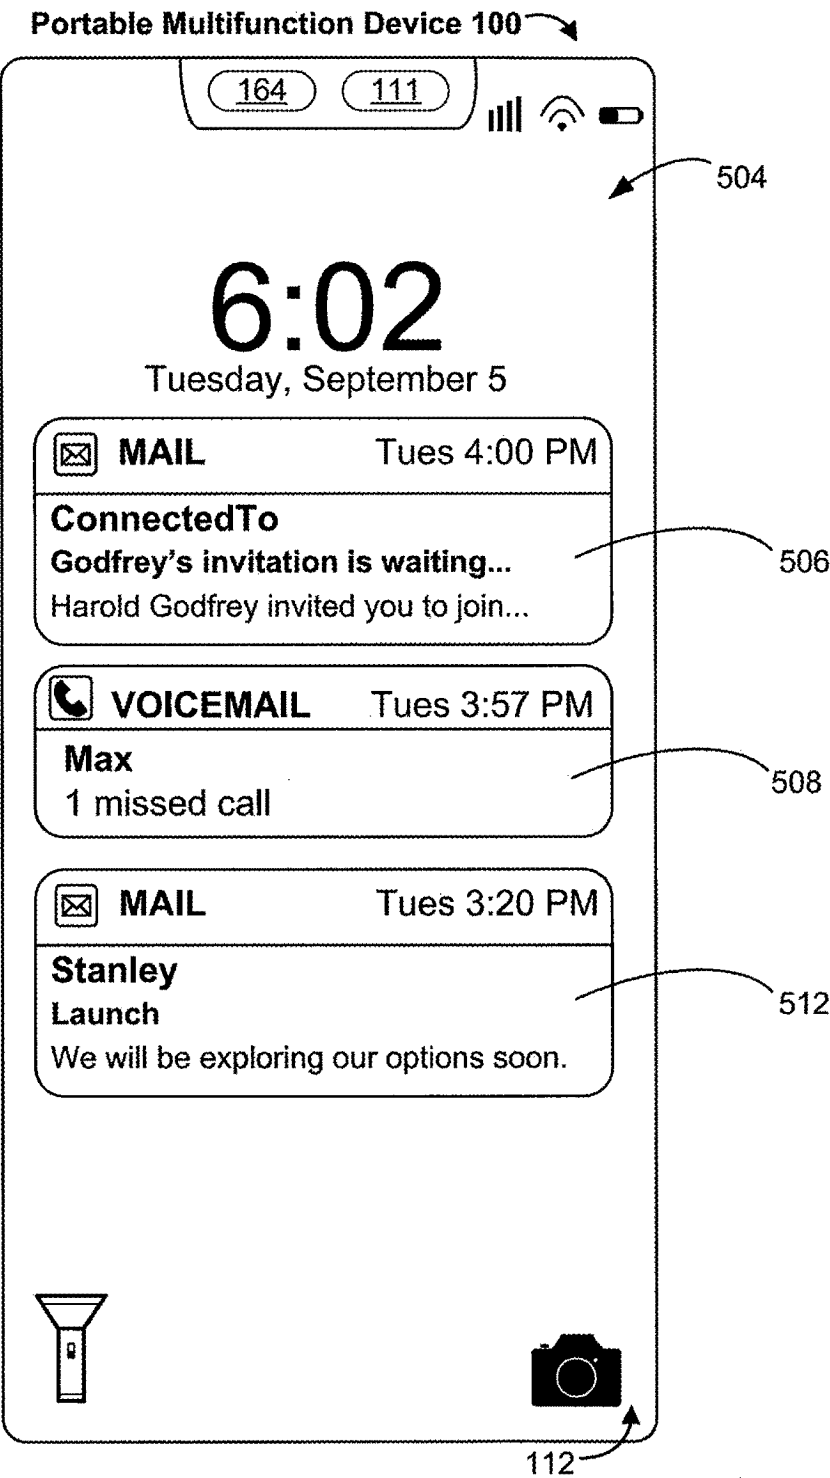 Portable Multifunction Device 100
164 111
504
6:02
Tuesday, September 5
MAIL Tues 4:00 PM
ConnectedTo
Godfrey's invitation is waiting...
506
Harold Godfrey invited you to join...
VOICEMAIL Tues 3:57 PM
Max
508
1 missed call
MAIL Tues 3:20 PM
Stanley
512
Launch
We will be exploring our options soon.
112